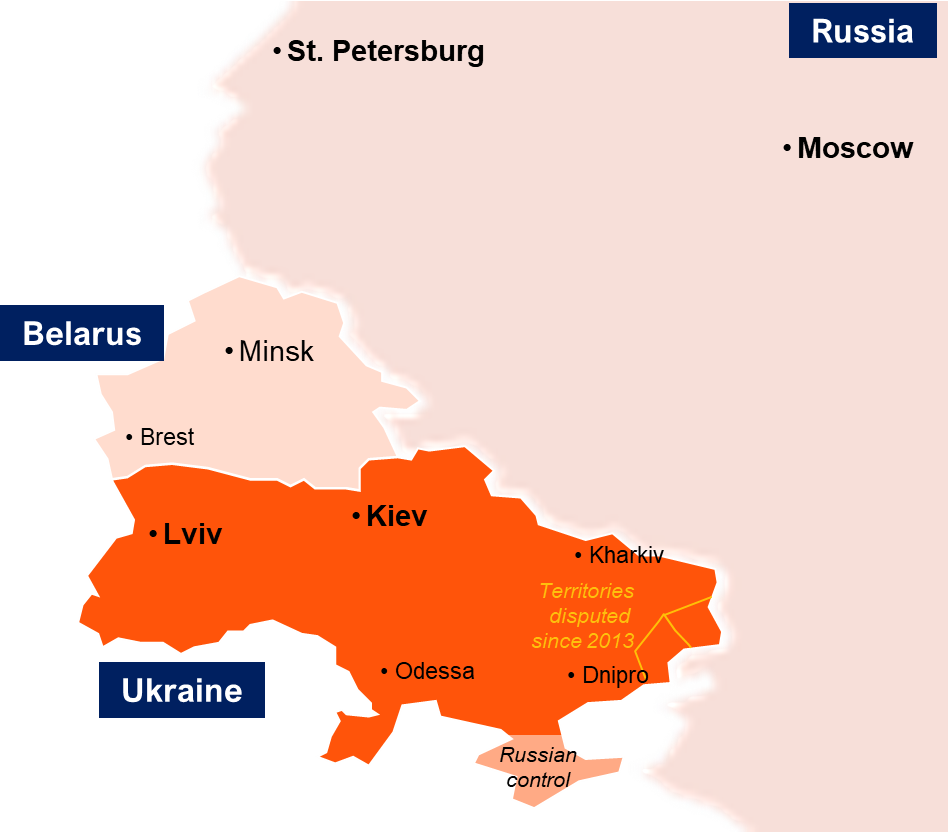 Russia
• St. Petersburg
• Moscow
Belarus
• Minsk
• Brest
• Kiev
• Lviv
• Kharkiv
Territories
disputed
since 2013
• Odessa
• Dnipro
Ukraine
Russian
control